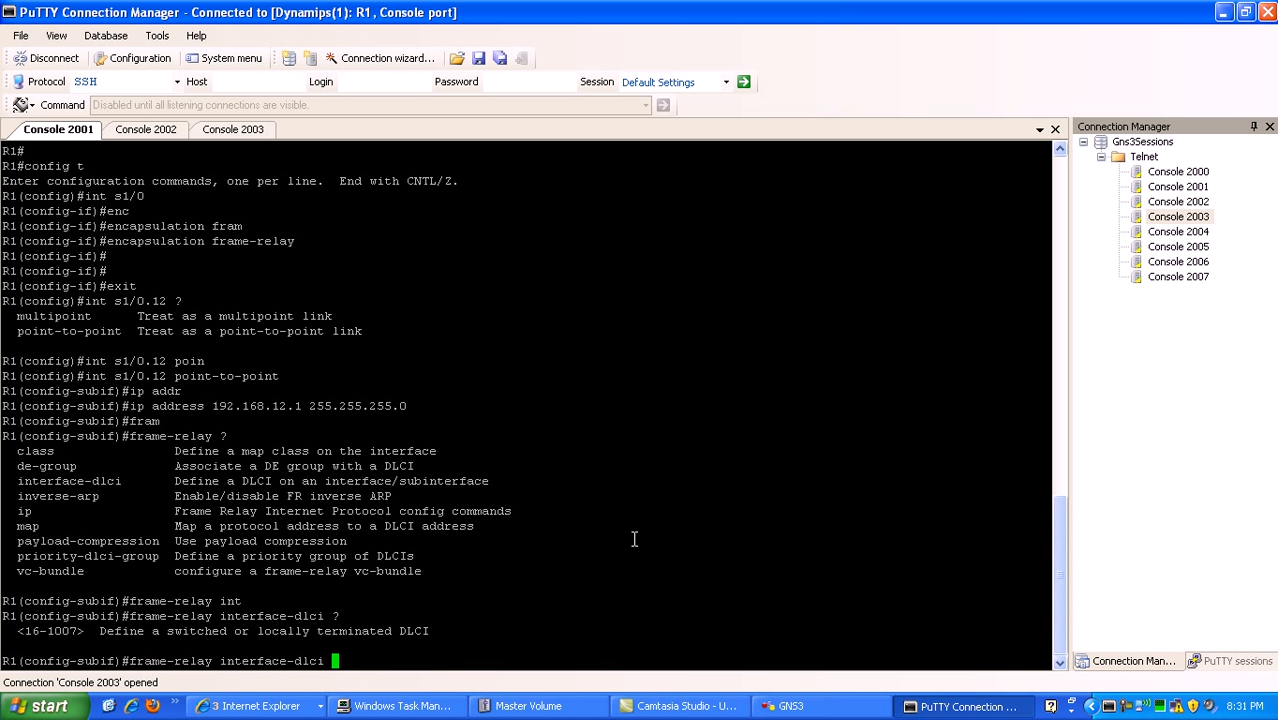 PuTTY Connection Manager - Connected to [Dynamips(1): R1, Console port]
File View Database Tools Help
Disconnect Configuration System menu Connection wizard...
Protocol SSH Host Login Password Session Default Settings
Command Disabled until all listening connections are visible.
Console 2001 Console 2002 Console 2003
R1#
R1#config t
Enter configuration commands, one per line.  End with CNTL/Z.
R1(config)#int s1/0
R1(config-if)#enc
R1(config-if)#encapsulation fram
R1(config-if)#encapsulation frame-relay
R1(config-if)#
R1(config-if)#
R1(config-if)#exit
R1(config)#int s1/0.12 ?
multipoint Treat as a multipoint link
point-to-point Treat as a point-to-point link
R1(config)#int s1/0.12 poin
R1(config)#int s1/0.12 point-to-point
R1(config-subif)#ip addr
R1(config-subif)#ip address 192.168.12.1 255.255.255.0
R1(config-subif)#fram
R1(config-subif)#frame-relay ?
class Define a map class on the interface
de-group Associate a DE group with a DLCI
interface-dlci Define a DLCI on an interface/subinterface
inverse-arp Enable/disable FR inverse ARP
ip Frame Relay Internet Protocol config commands
map Map a protocol address to a DLCI address
payload-compression Use payload compression
priority-dlci-group Define a priority group of DLCIs
vc-bundle configure a frame-relay vc-bundle
R1(config-subif)#frame-relay int
R1(config-subif)#frame-relay interface-dlci ?
<16-1007> Define a switched or locally terminated DLCI
R1(config-subif)#frame-relay interface-dlci
Connection Manager
Gns3Sessions
Telnet
Console 2000
Console 2001
Console 2002
Console 2003
Console 2004
Console 2005
Console 2006
Console 2007
Connection Man... PuTTY sessions
Connection 'Console 2003' opened
start 3 Internet Explorer Windows Task Man... Master Volume Camtasia Studio - U... GNS3 PuTTY Connection ... 8:31 PM